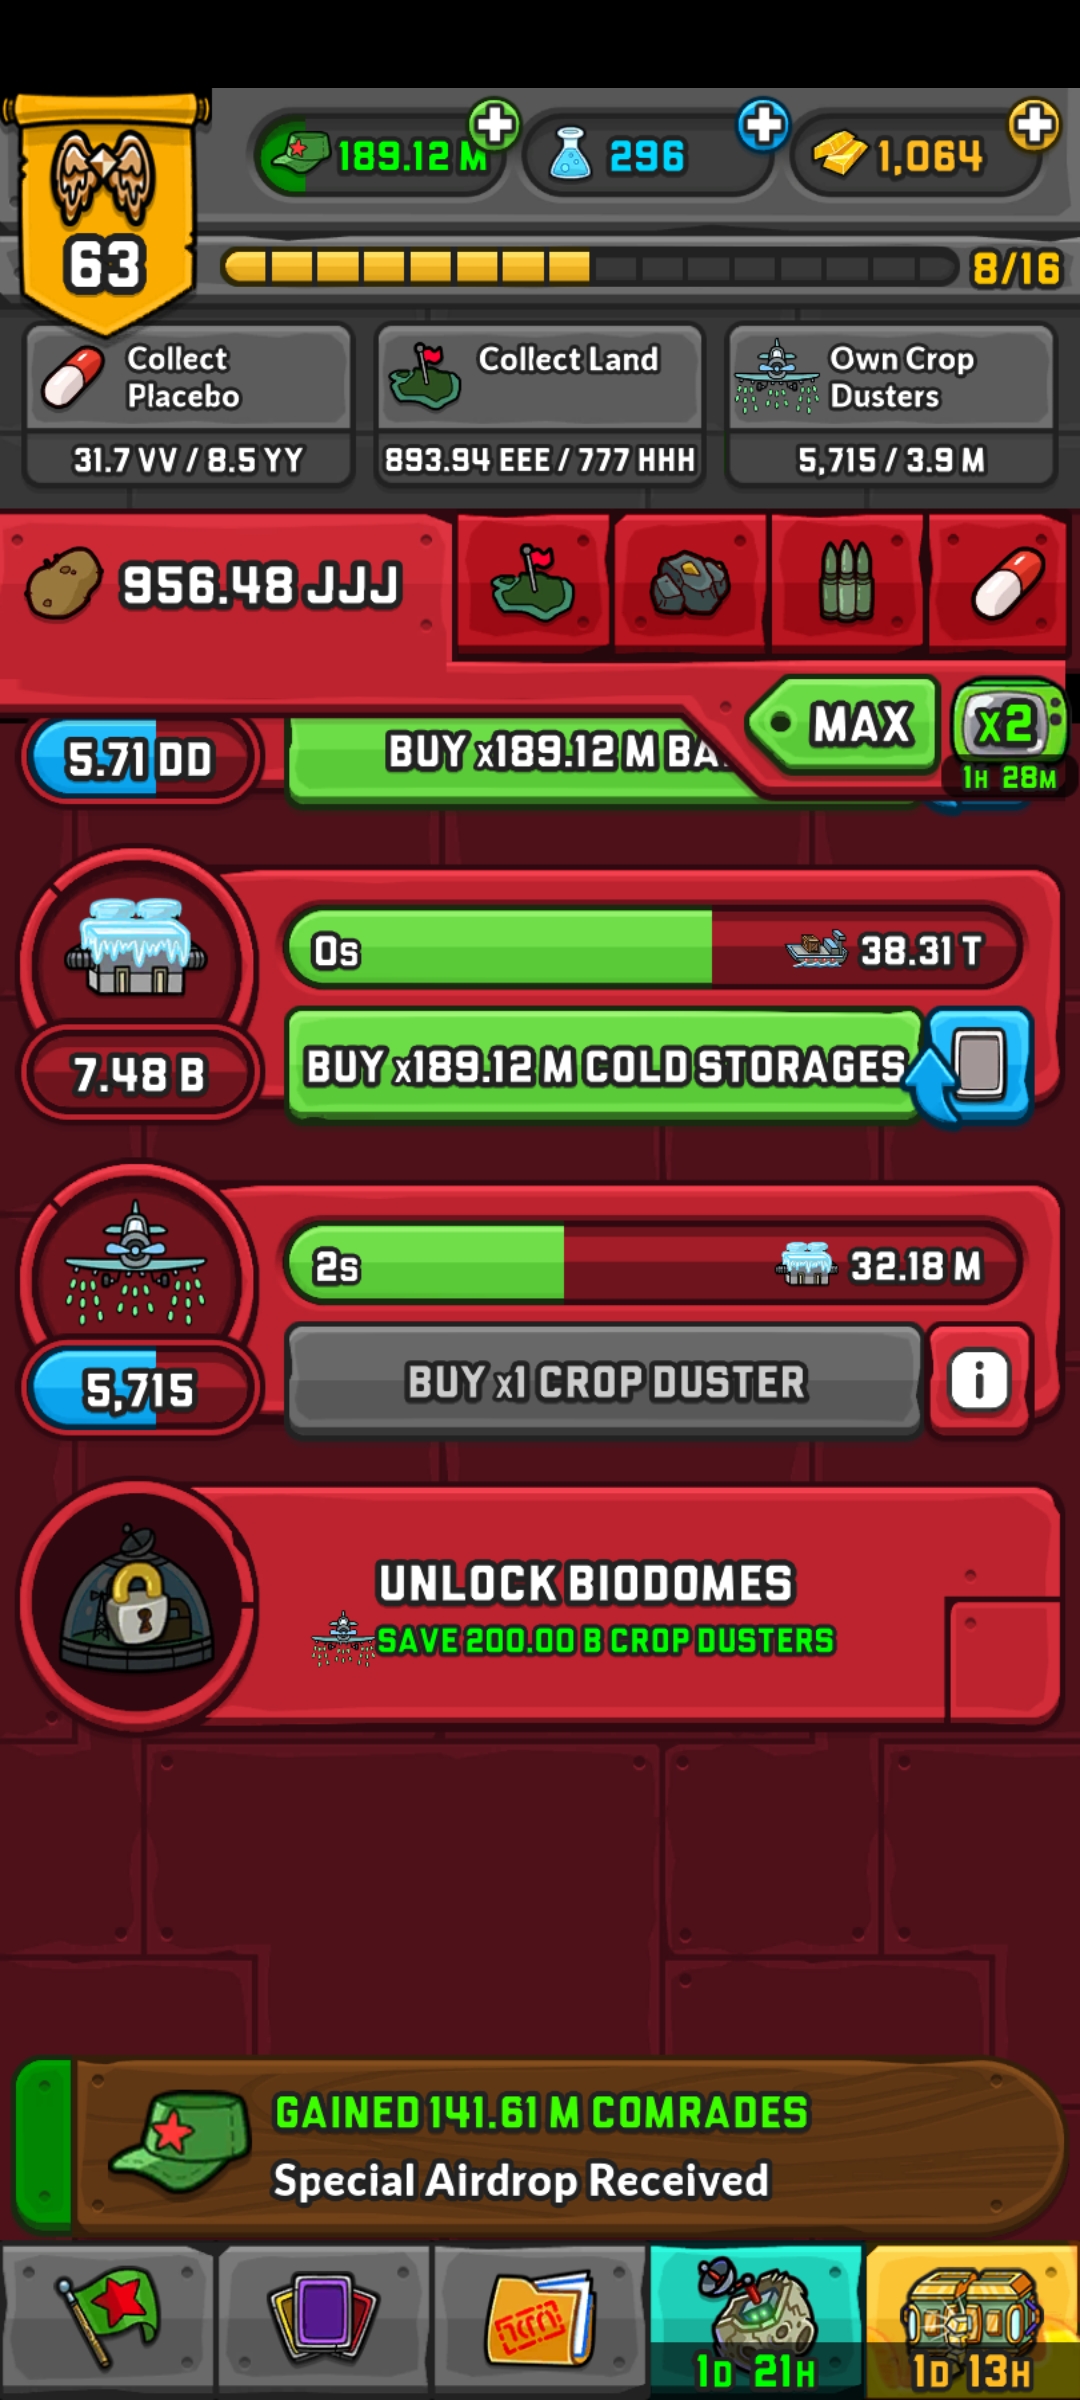 189.12 M
296
1,064
63
8/16
Collect
Placebo
31.7 VV / 8.5 YY
Collect Land
893.94 EEE / 777 HHH
Own Crop
Dusters
5,715 / 3.9 M
956.48 JJJ
MAX
x2
1H 28M
5.71 DD
BUY x189.12 M BA
0s
38.31 T
7.48 B
BUY x189.12 M COLD STORAGES
2s
32.18 M
5,715
BUY x1 CROP DUSTER
i
UNLOCK BIODOMES
SAVE 200.00 B CROP DUSTERS
GAINED 141.61 M COMRADES
Special Airdrop Received
1D 21H
1D 13H